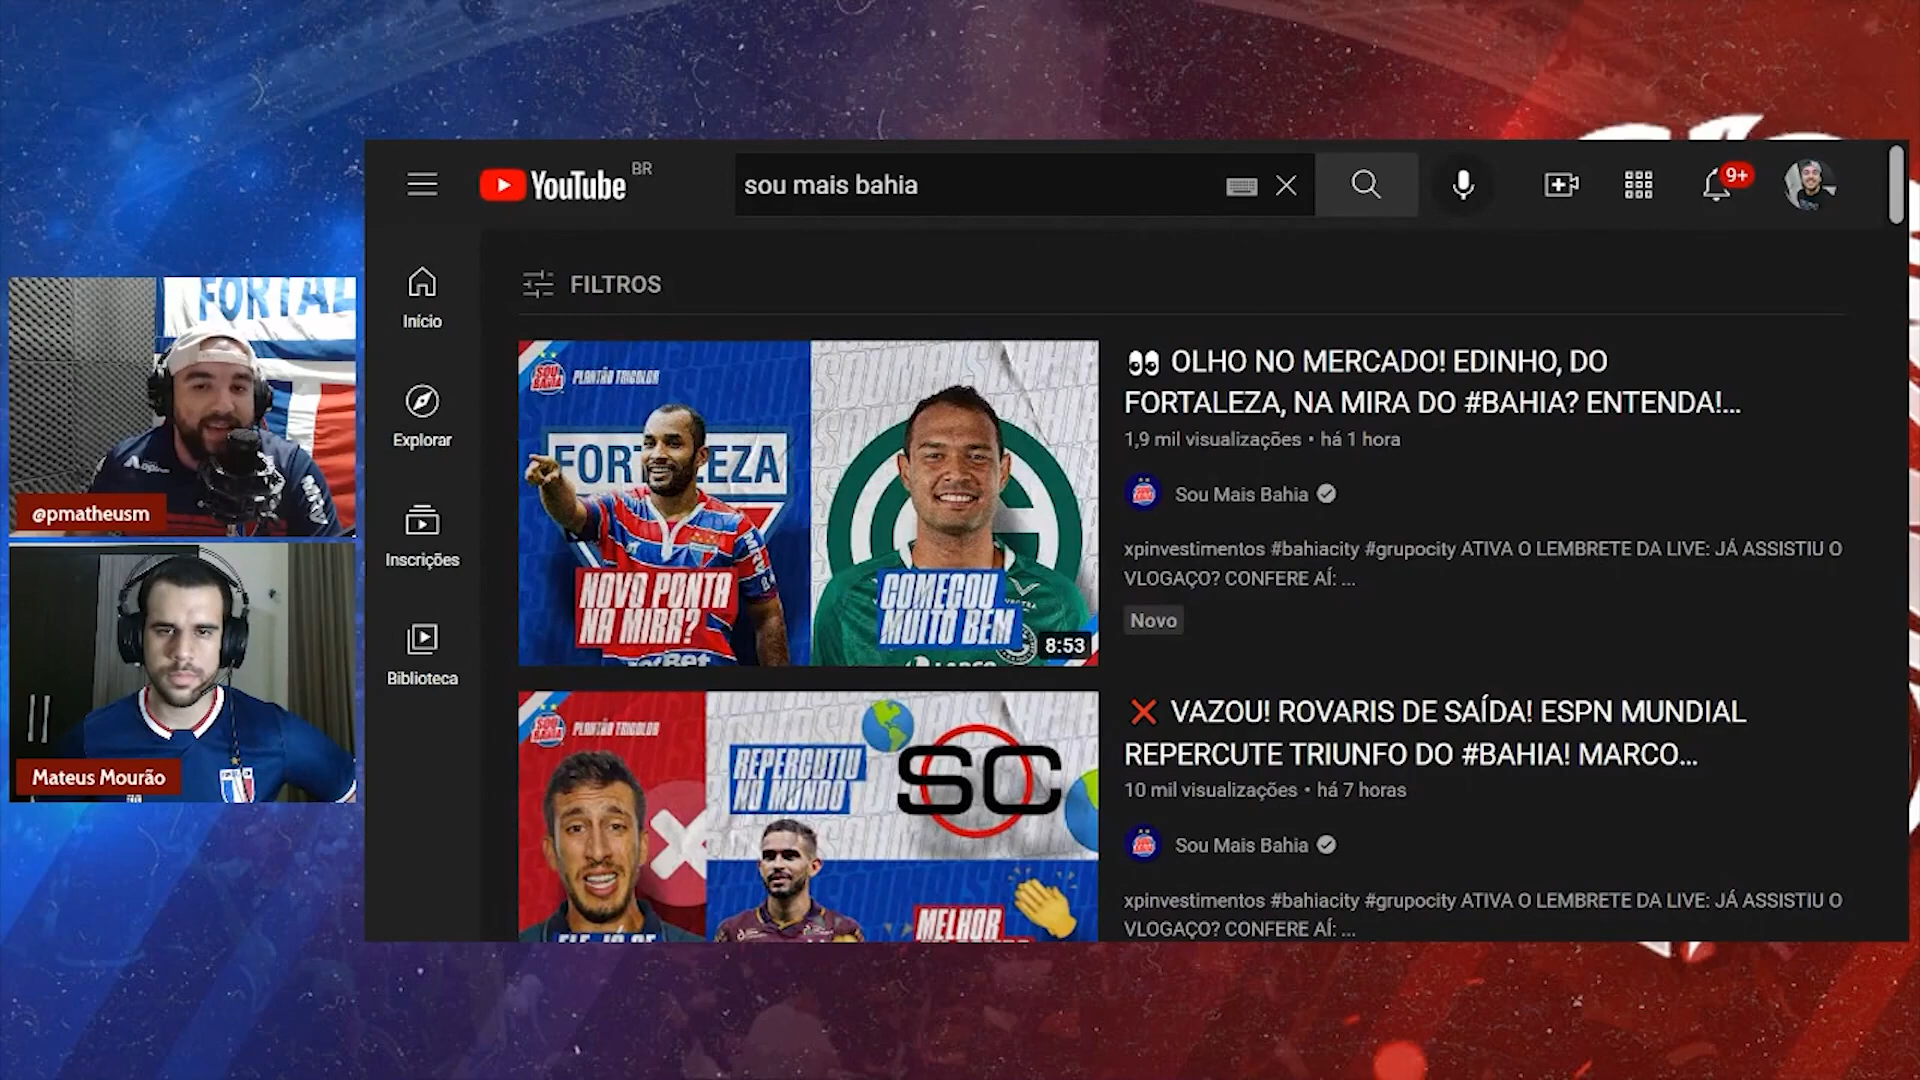 YouTube BR
sou mais bahia
9+
FILTROS
Início
Explorar
Inscrições
Biblioteca
FORTAL
@pmatheusm
Mateus Mourão
SOU
BAHIA
PLANTÃO TRICOLOR
FORTALEZA
NOVO PONTA
NA MIRA?
COMEÇOU
MUITO BEM
8:53
👀 OLHO NO MERCADO! EDINHO, DO
FORTALEZA, NA MIRA DO #BAHIA? ENTENDA!...
1,9 mil visualizações • há 1 hora
Sou Mais Bahia
xpinvestimentos #bahiacity #grupocity ATIVA O LEMBRETE DA LIVE: JÁ ASSISTIU O
VLOGAÇO? CONFERE AÍ: ...
Novo
SOU
BAHIA
PLANTÃO TRICOLOR
REPERCUTIU
NO MUNDO
SC
MELHOR
❌ VAZOU! ROVARIS DE SAÍDA! ESPN MUNDIAL
REPERCUTE TRIUNFO DO #BAHIA! MARCO...
10 mil visualizações • há 7 horas
Sou Mais Bahia
xpinvestimentos #bahiacity #grupocity ATIVA O LEMBRETE DA LIVE: JÁ ASSISTIU O
VLOGAÇO? CONFERE AÍ: ...